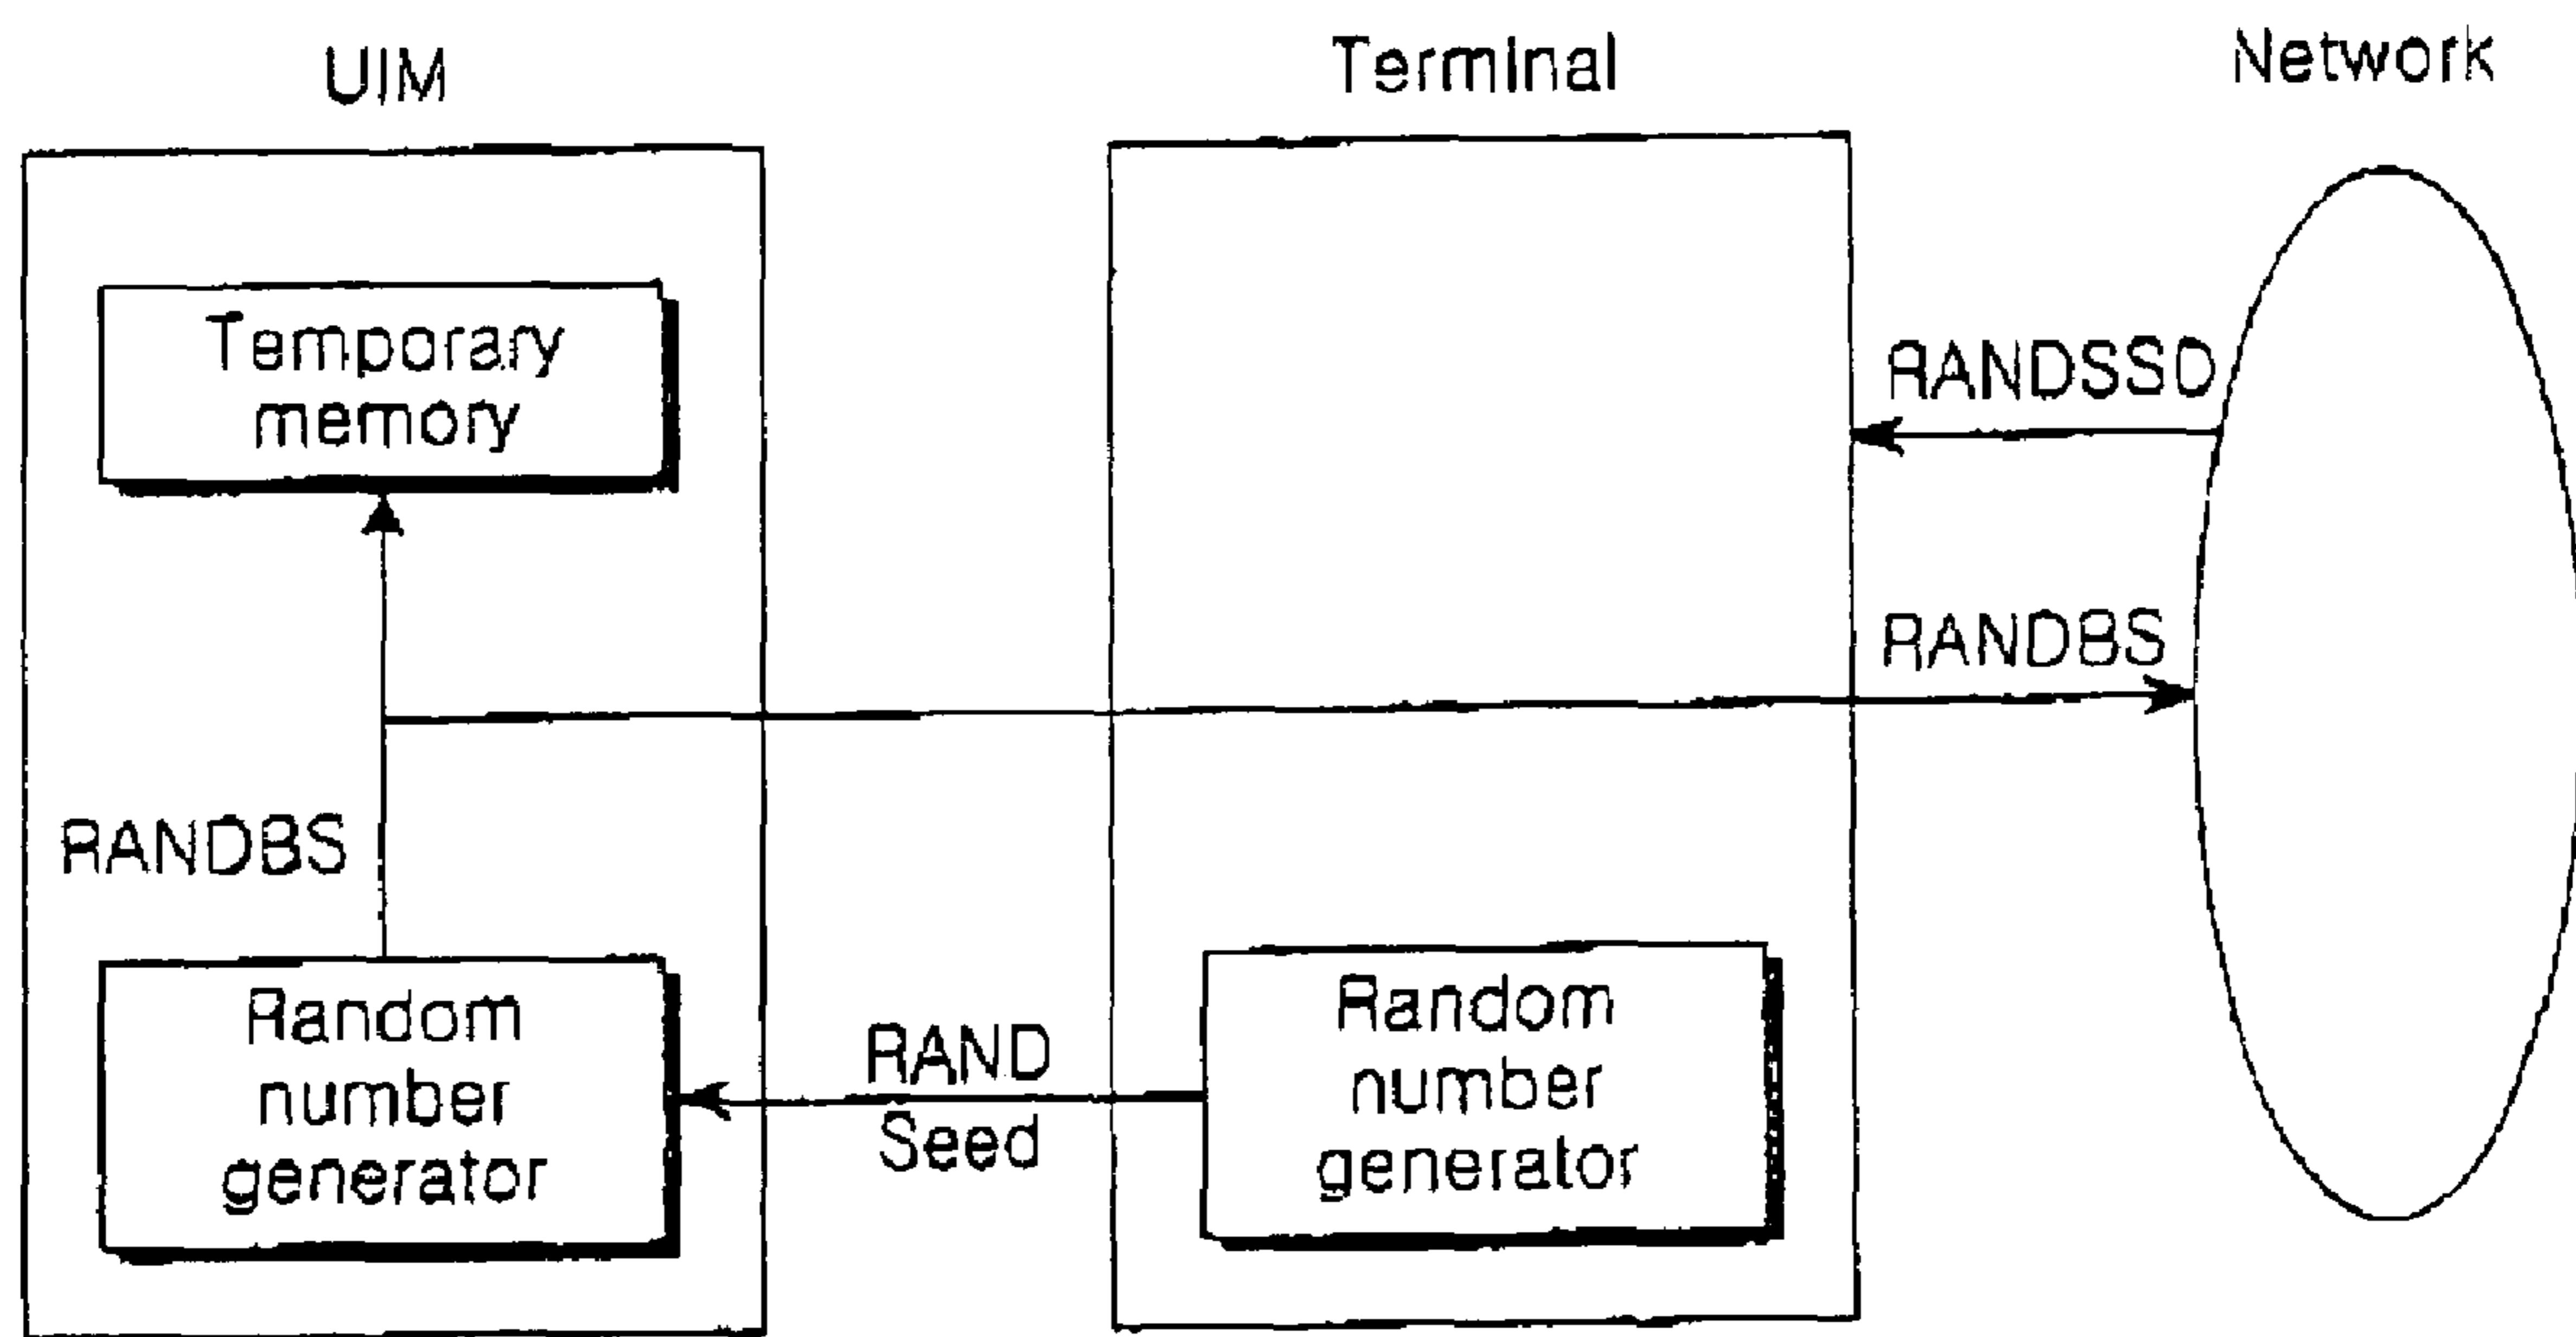 UIM
Terminal
Network
Temporary
memory
RANDSSD
RANDBS
RANDBS
Random
number
generator
RAND
Seed
Random
number
generator